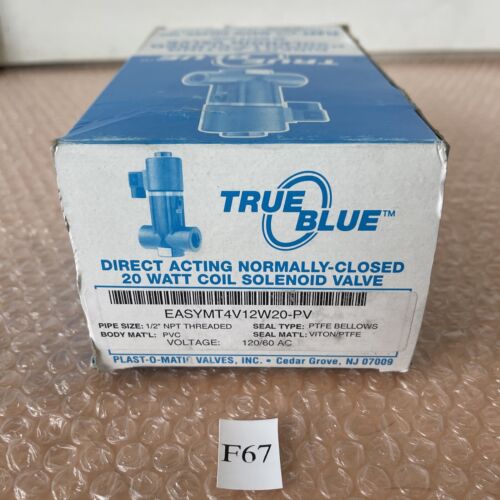 TRUE BLUE™
TRUE
BLUE™
DIRECT ACTING NORMALLY-CLOSED
20 WATT COIL SOLENOID VALVE
EASYMT4V12W20-PV
PIPE SIZE: 1/2" NPT THREADED SEAL TYPE: PTFE BELLOWS
BODY MAT'L: PVC SEAL MAT'L: VITON/PTFE
VOLTAGE: 120/60 AC
PLAST-O-MATIC VALVES, INC. • Cedar Grove, NJ 07009
F67